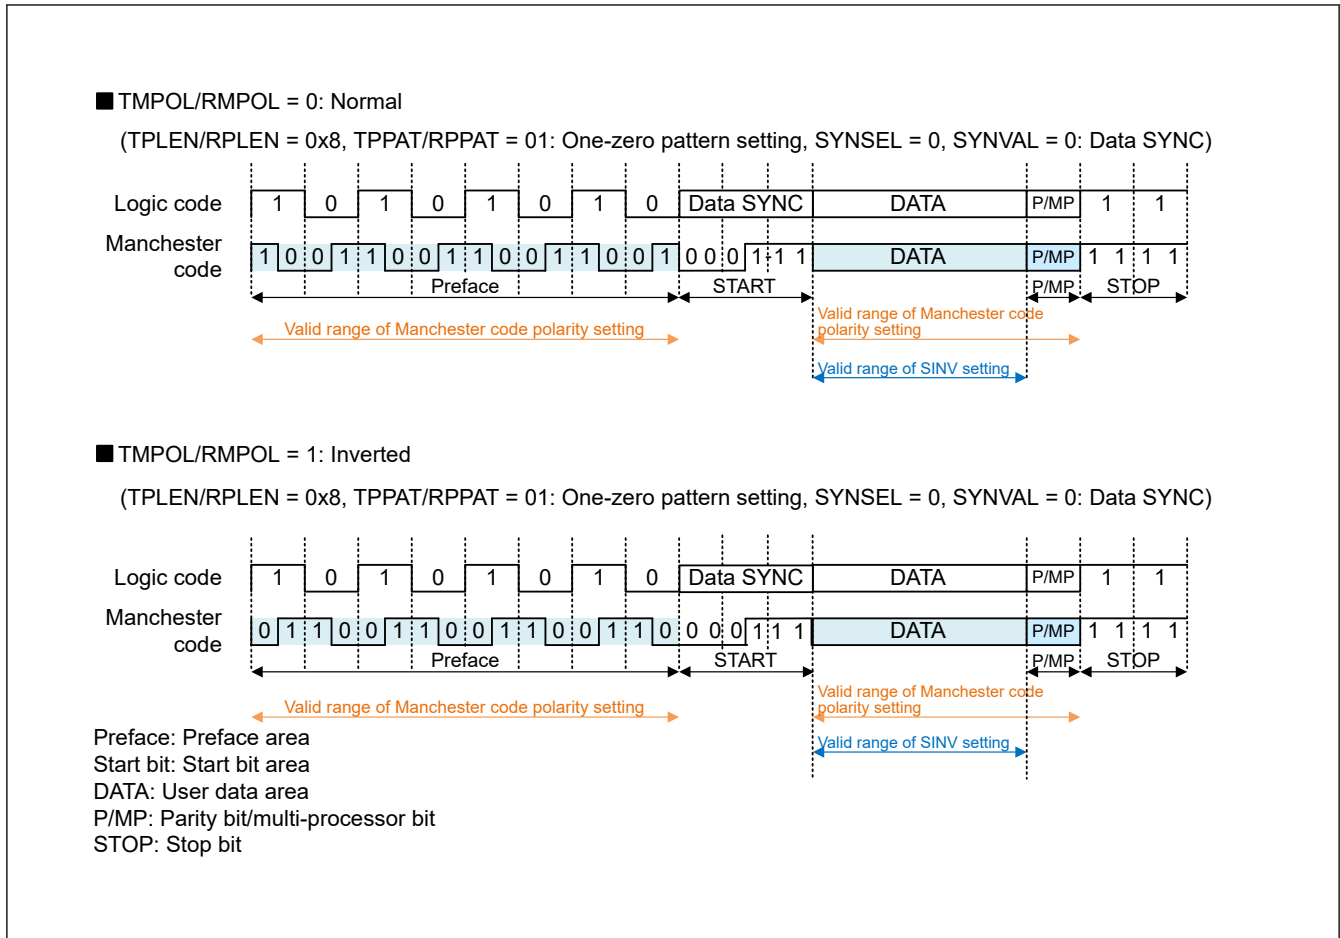 ■ TMPOL/RMPOL = 0: Normal
(TPLEN/RPLEN = 0x8, TPPAT/RPPAT = 01: One-zero pattern setting, SYNSEL = 0, SYNVAL = 0: Data SYNC)
Logic code 1 0 1 0 1 0 1 0 Data SYNC DATA P/MP 1 1
Manchester code 1 0 0 1 1 0 0 1 1 0 0 1 1 0 0 1 0 0 0 1 1 1 DATA P/MP 1 1 1 1
Preface START P/MP STOP
Valid range of Manchester code polarity setting
Valid range of Manchester code
polarity setting
Valid range of SINV setting
■ TMPOL/RMPOL = 1: Inverted
(TPLEN/RPLEN = 0x8, TPPAT/RPPAT = 01: One-zero pattern setting, SYNSEL = 0, SYNVAL = 0: Data SYNC)
Logic code 1 0 1 0 1 0 1 0 Data SYNC DATA P/MP 1 1
Manchester code 0 1 1 0 0 1 1 0 0 1 1 0 0 1 1 0 0 0 0 1 1 1 DATA P/MP 1 1 1 1
Preface START P/MP STOP
Valid range of Manchester code polarity setting
Valid range of Manchester code
polarity setting
Valid range of SINV setting
Preface: Preface area
Start bit: Start bit area
DATA: User data area
P/MP: Parity bit/multi-processor bit
STOP: Stop bit